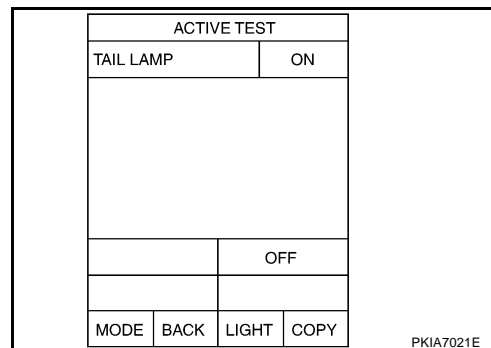 ACTIVE TEST
TAIL LAMP ON
OFF
MODE BACK LIGHT COPY
PKIA7021E